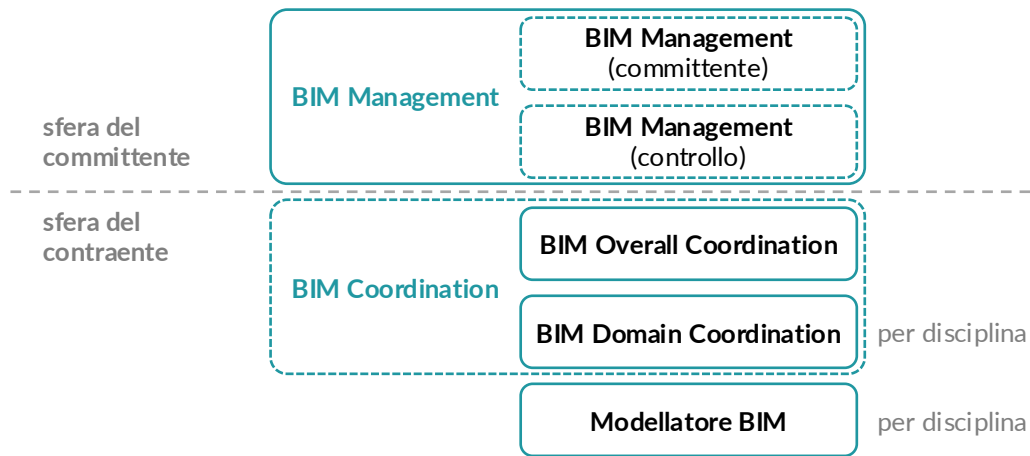 BIM Management
(committente)
BIM Management
BIM Management
(controllo)
sfera del
committente
sfera del
contraente
BIM Overall Coordination
BIM Coordination
BIM Domain Coordination
per disciplina
Modellatore BIM
per disciplina